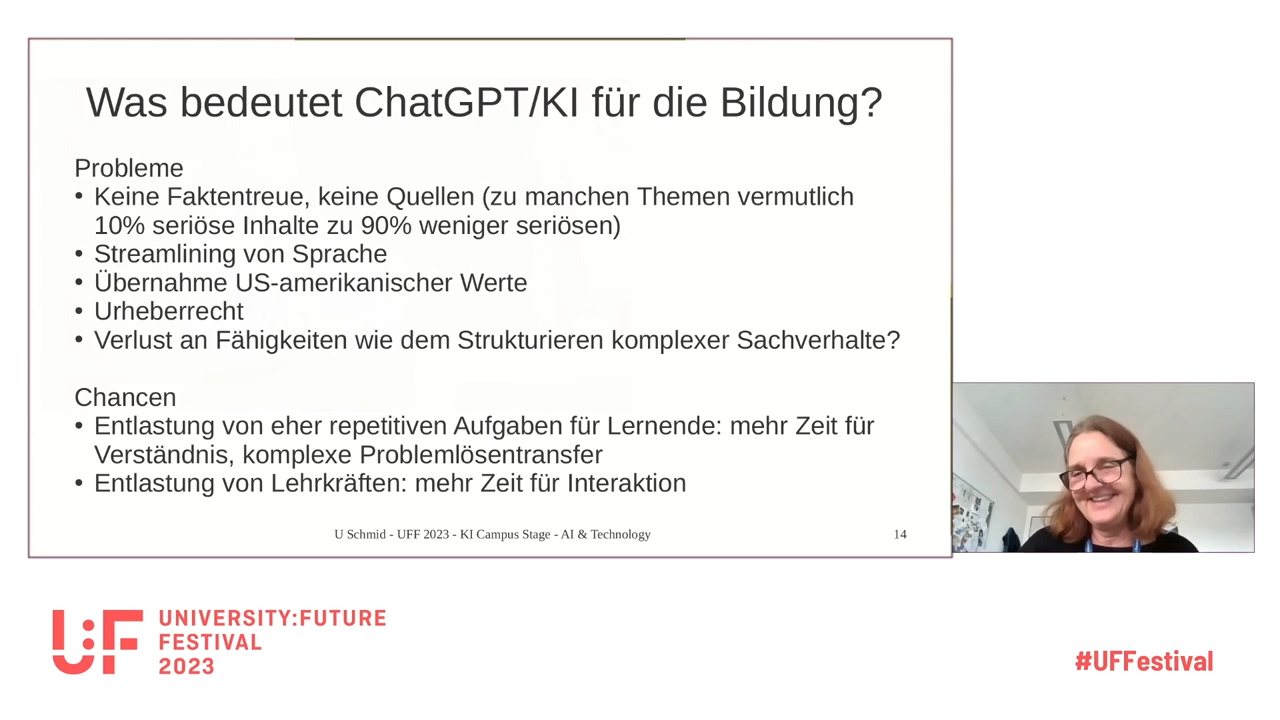 Was bedeutet ChatGPT/KI für die Bildung?
Probleme
• Keine Faktentreue, keine Quellen (zu manchen Themen vermutlich
10% seriöse Inhalte zu 90% weniger seriösen)
• Streamlining von Sprache
• Übernahme US-amerikanischer Werte
• Urheberrecht
• Verlust an Fähigkeiten wie dem Strukturieren komplexer Sachverhalte?
Chancen
• Entlastung von eher repetitiven Aufgaben für Lernende: mehr Zeit für
Verständnis, komplexe Problemlösentransfer
• Entlastung von Lehrkräften: mehr Zeit für Interaktion
U Schmid - UFF 2023 - KI Campus Stage - AI & Technology
14
U:F
UNIVERSITY:FUTURE
FESTIVAL
2023
#UFFestival